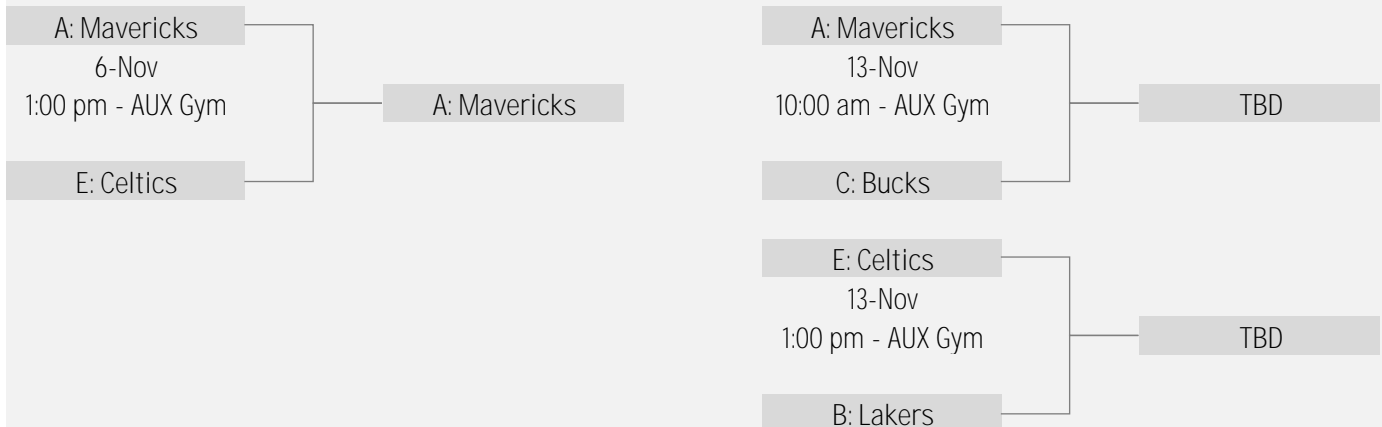 A: Mavericks
6-Nov
1:00 pm - AUX Gym
A: Mavericks
E: Celtics
A: Mavericks
13-Nov
10:00 am - AUX Gym
TBD
C: Bucks
E: Celtics
13-Nov
1:00 pm - AUX Gym
TBD
B: Lakers